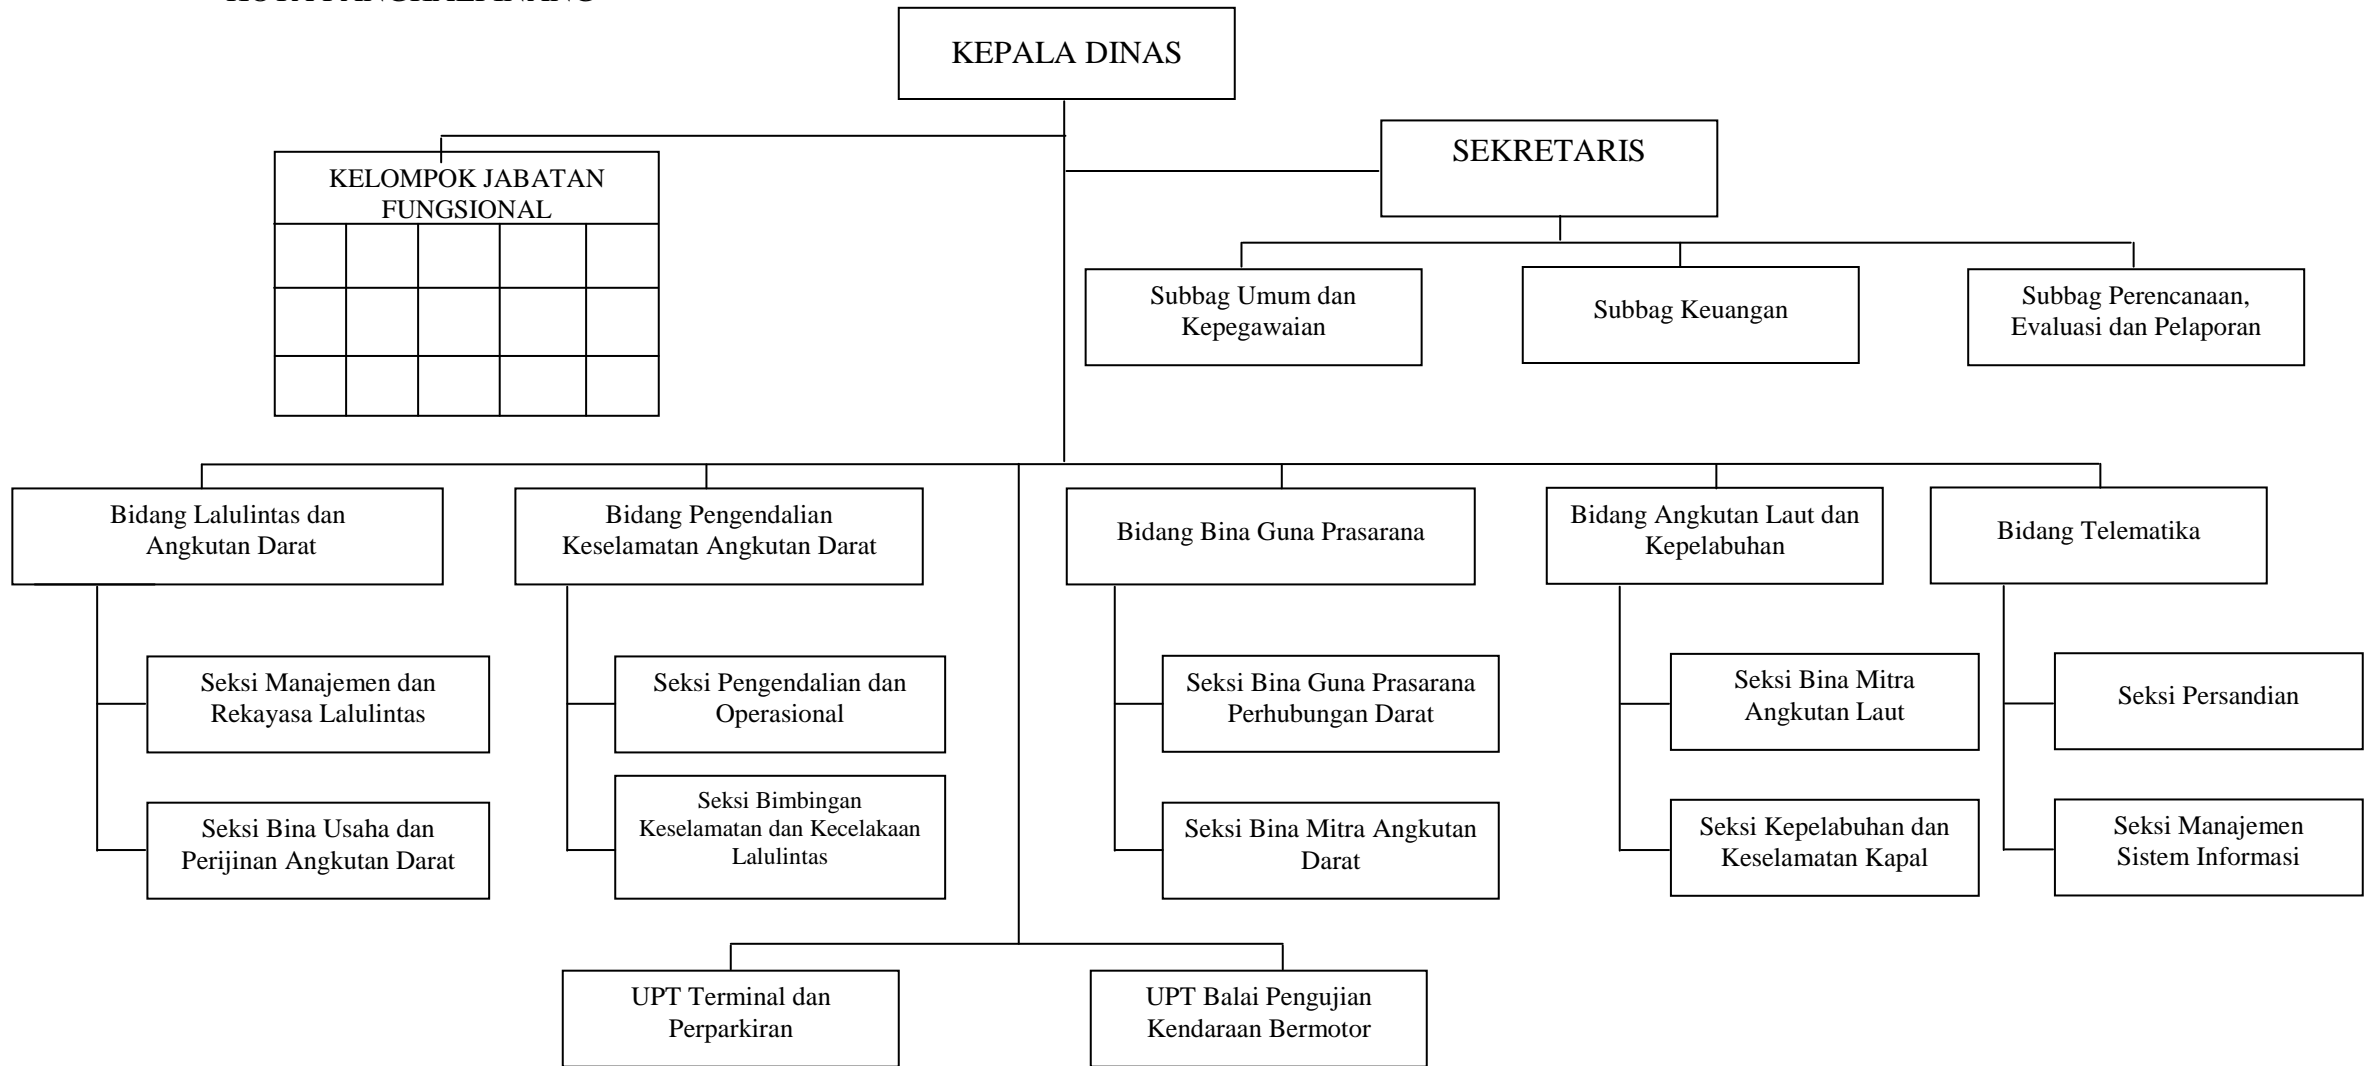 KEPALA DINAS
SEKRETARIS
KELOMPOK JABATAN
FUNGSIONAL
Subbag Umum dan
Kepegawaian
Subbag Keuangan
Subbag Perencanaan,
Evaluasi dan Pelaporan
Bidang Lalulintas dan
Angkutan Darat
Bidang Pengendalian
Keselamatan Angkutan Darat
Bidang Bina Guna Prasarana
Bidang Angkutan Laut dan
Kepelabuhan
Bidang Telematika
Seksi Manajemen dan
Rekayasa Lalulintas
Seksi Pengendalian dan
Operasional
Seksi Bina Guna Prasarana
Perhubungan Darat
Seksi Bina Mitra
Angkutan Laut
Seksi Persandian
Seksi Bina Usaha dan
Perijinan Angkutan Darat
Seksi Bimbingan
Keselamatan dan Kecelakaan
Lalulintas
Seksi Bina Mitra Angkutan
Darat
Seksi Kepelabuhan dan
Keselamatan Kapal
Seksi Manajemen
Sistem Informasi
UPT Terminal dan
Perparkiran
UPT Balai Pengujian
Kendaraan Bermotor